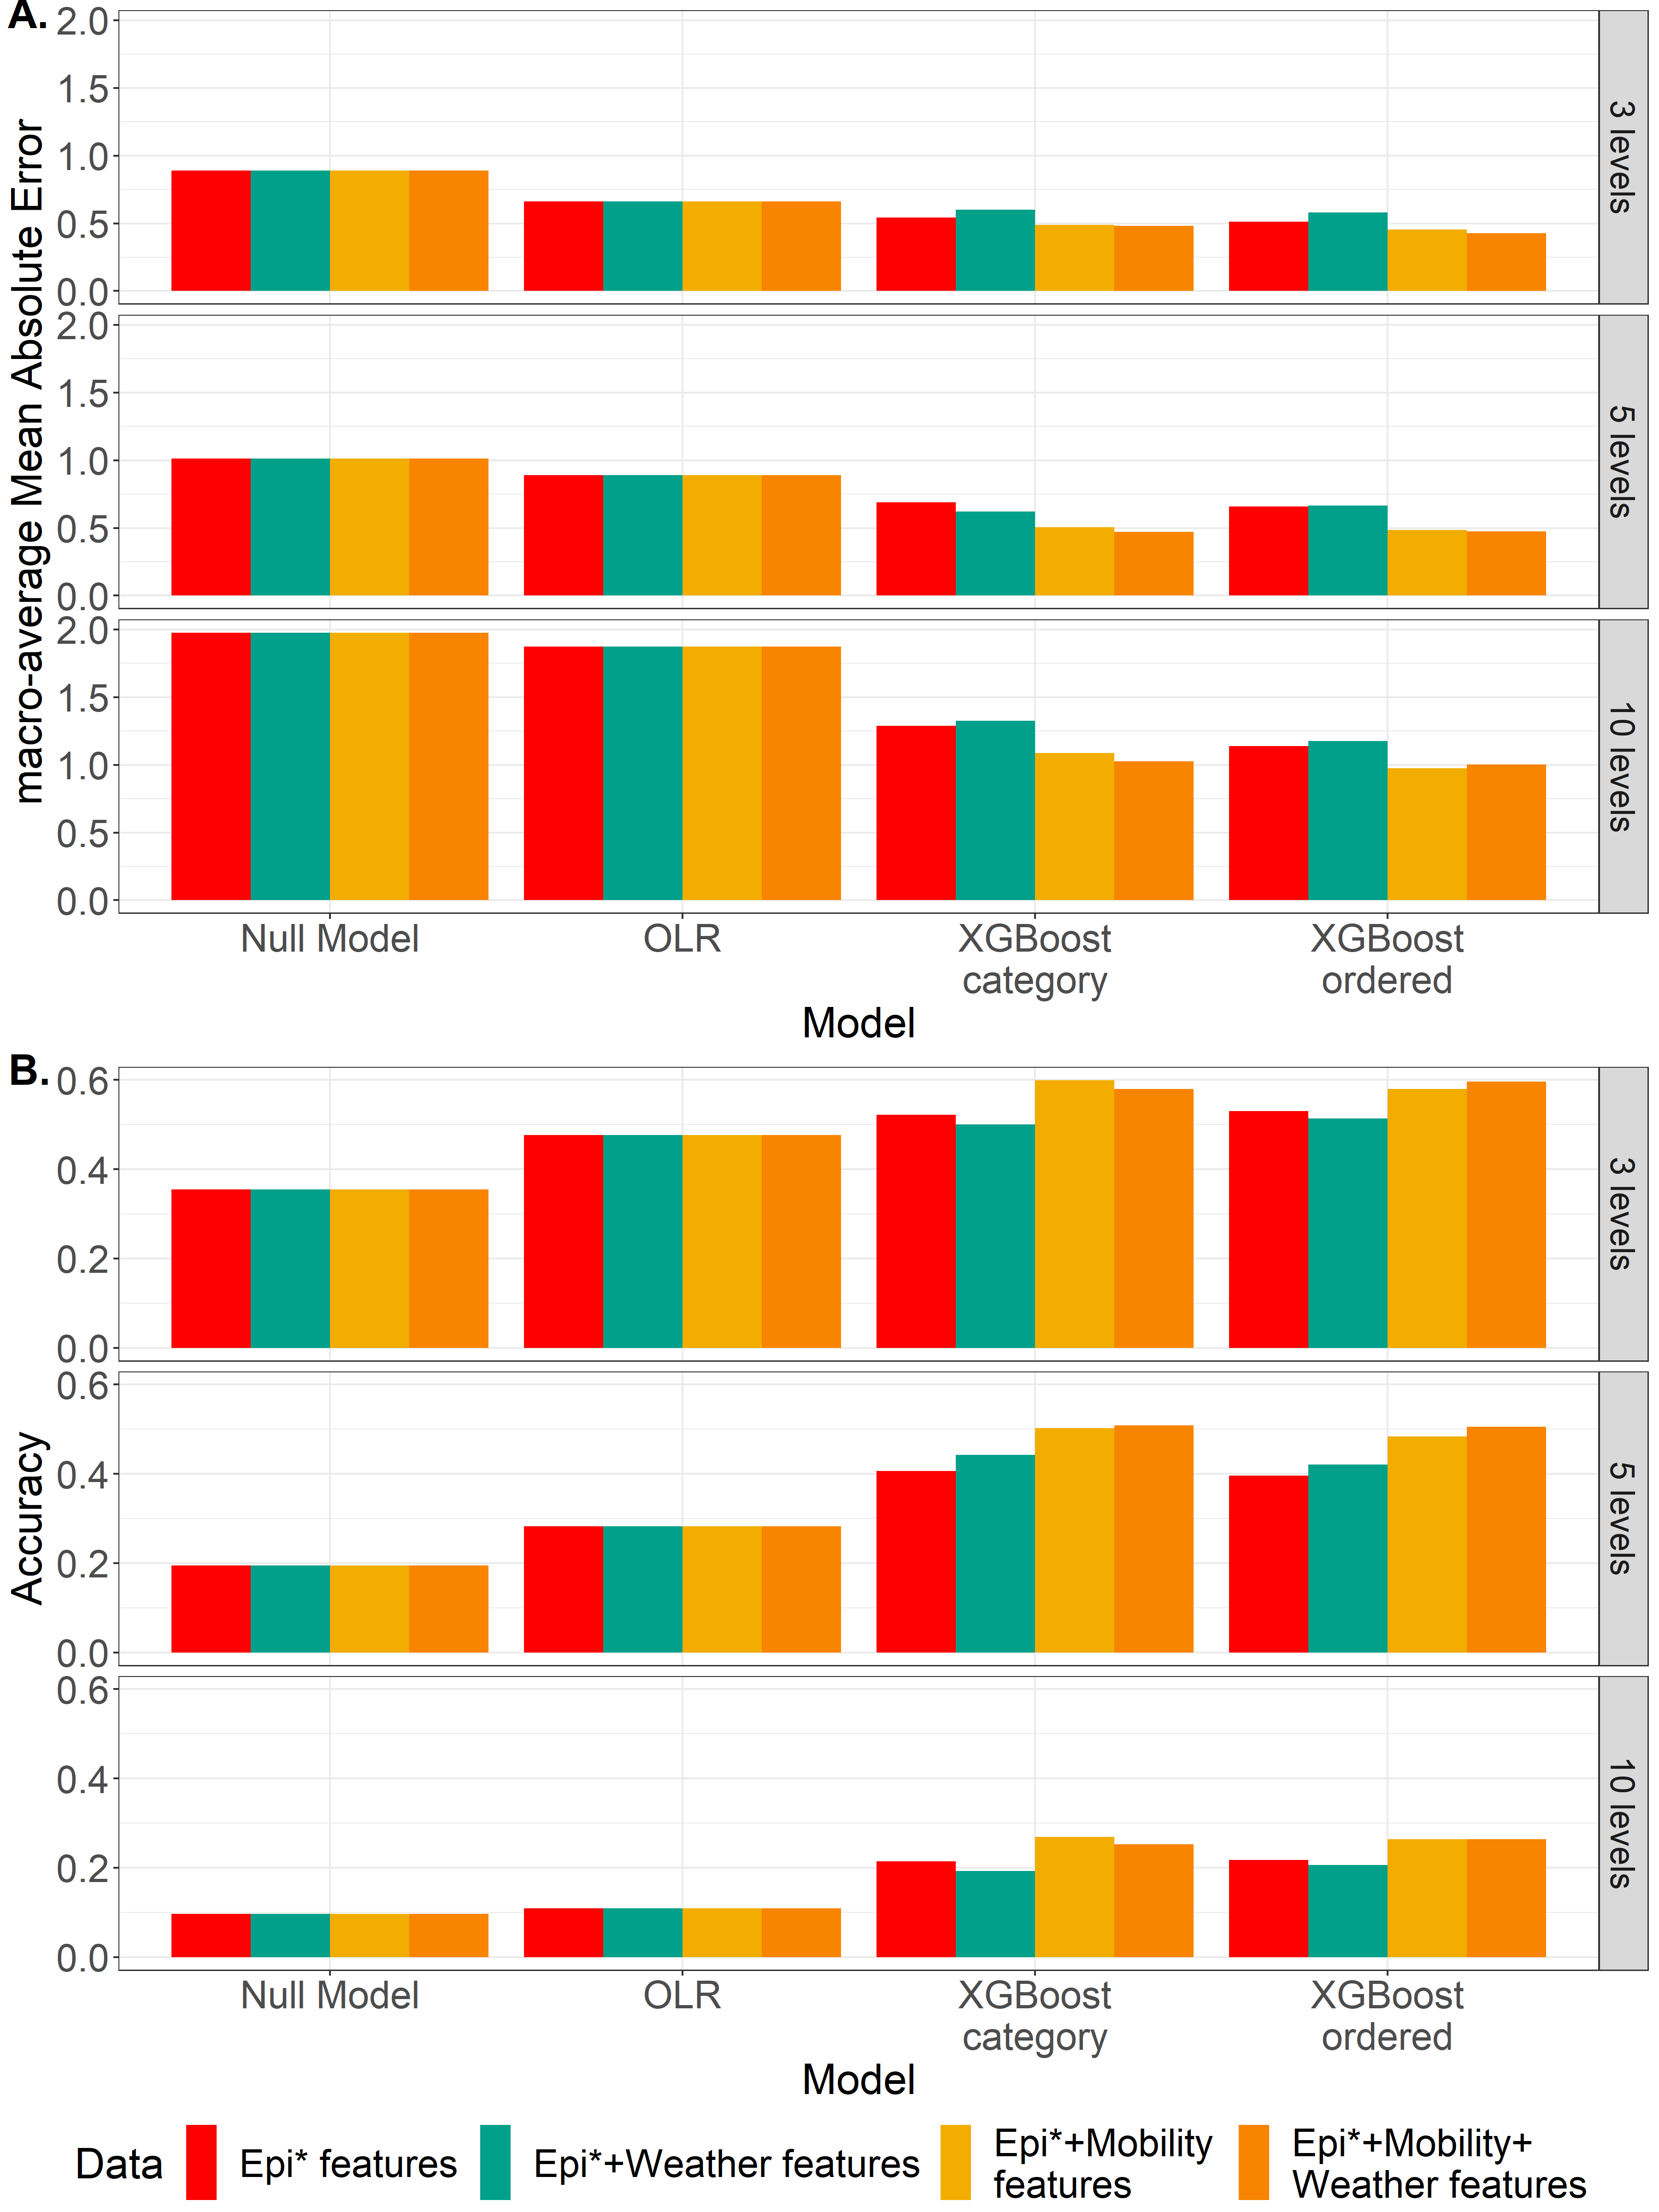 A.
macro-average Mean Absolute Error
2.0
1.5
1.0
0.5
0.0
3 levels
2.0
1.5
1.0
0.5
0.0
5 levels
2.0
1.5
1.0
0.5
0.0
10 levels
Null Model
OLR
XGBoost
category
XGBoost
ordered
Model
B.
Accuracy
0.6
0.4
0.2
0.0
3 levels
0.6
0.4
0.2
0.0
5 levels
0.6
0.4
0.2
0.0
10 levels
Null Model
OLR
XGBoost
category
XGBoost
ordered
Model
Data
Epi* features
Epi*+Weather features
Epi*+Mobility
features
Epi*+Mobility+
Weather features